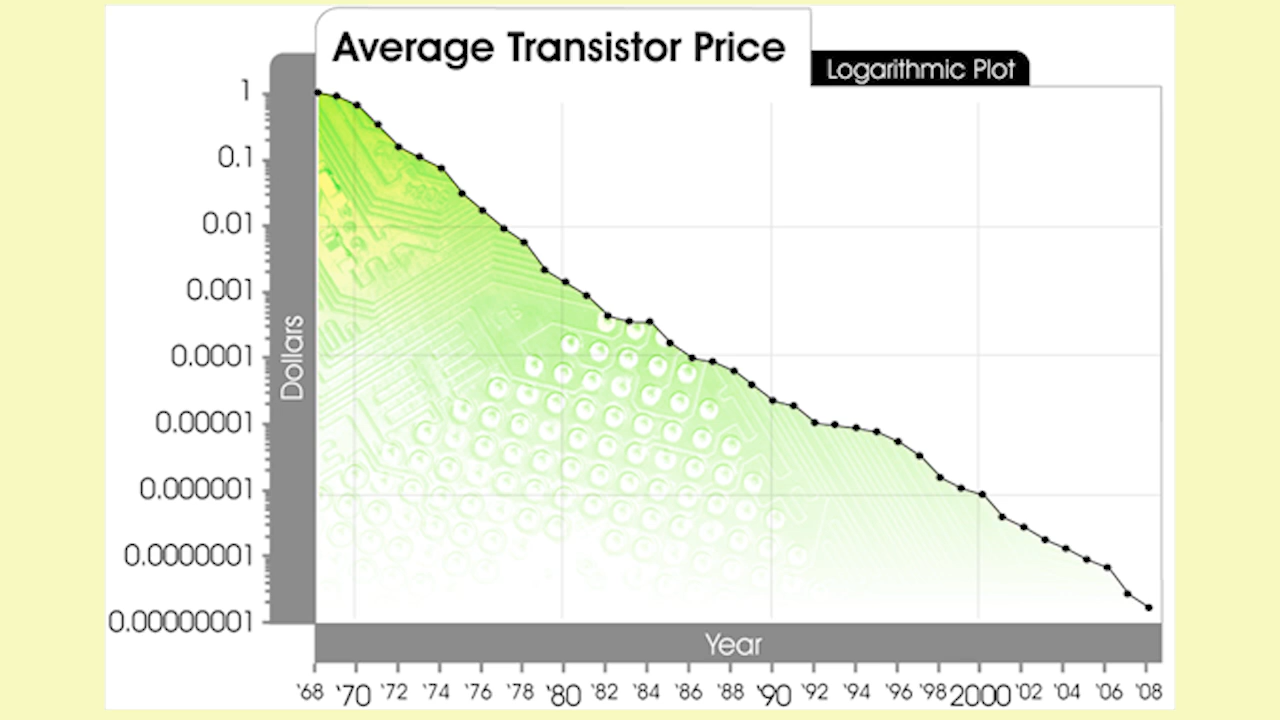 Average Transistor Price
Logarithmic Plot
1
0.1
0.01
0.001
0.0001
0.00001
0.000001
0.0000001
0.00000001
Dollars
Year
'68 '70 '72 '74 '76 '78 '80 '82 '84 '86 '88 '90 '92 '94 '96 '98 2000 '02 '04 '06 '08